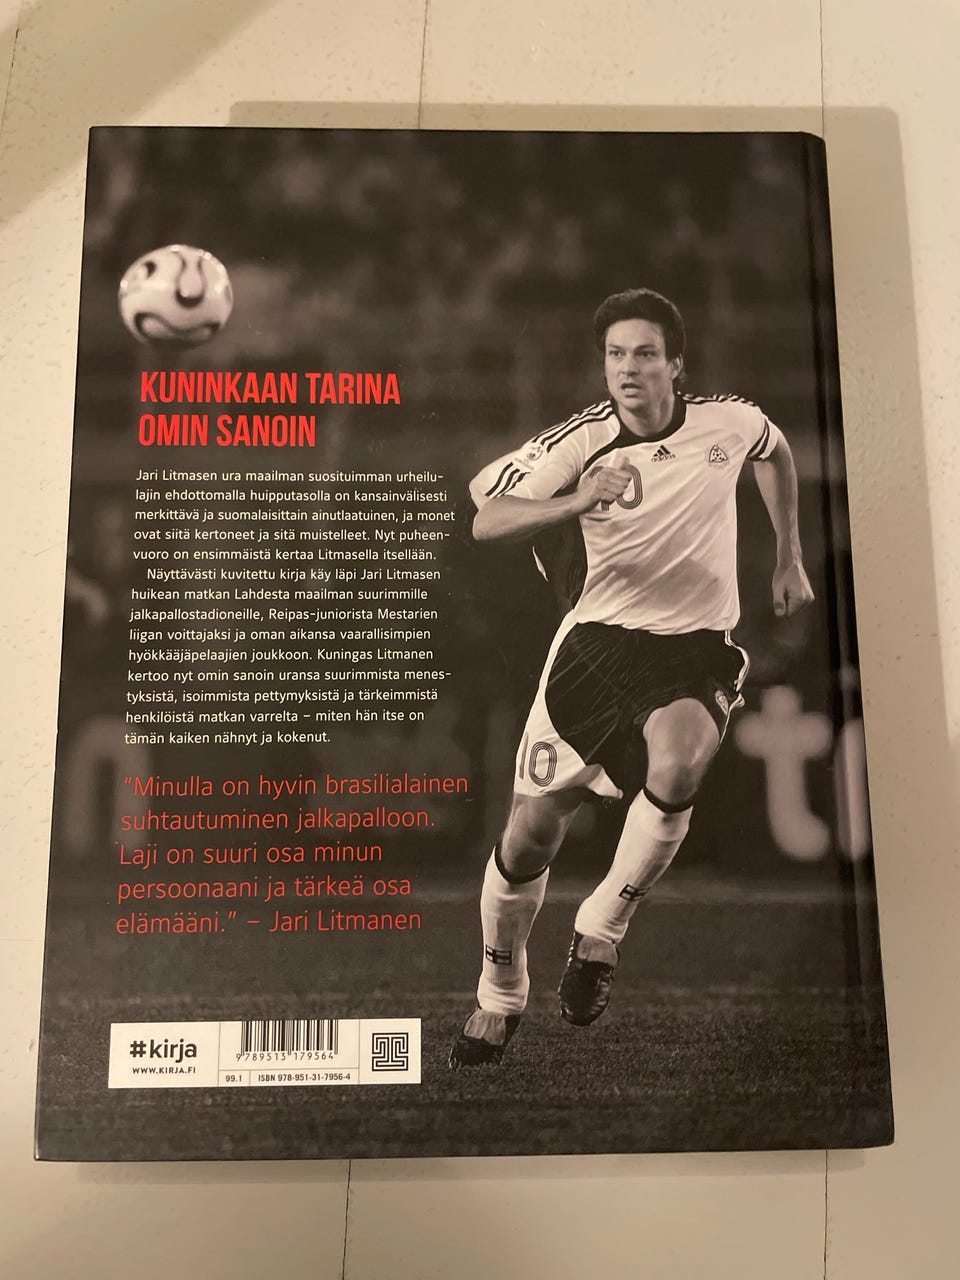 KUNINKAAN TARINA
OMIN SANOIN
Jari Litmasen ura maailman suosituimman urheilu-
lajin ehdottomalla huipputasolla on kansainvälisesti
merkittävä ja suomalaisittain ainutlaatuinen, ja monet
ovat siitä kertoneet ja sitä muistelleet. Nyt puheen-
vuoro on ensimmäistä kertaa Litmasella itsellään.
Näyttävästi kuvitettu kirja käy läpi Jari Litmasen
huikean matkan Lahdesta maailman suurimmille
jalkapallostadioneille, Reipas-juniorista Mestarien
liigan voittajaksi ja oman aikansa vaarallisimpien
hyökkääjäpelaajien joukkoon. Kuningas Litmanen
kertoo nyt omin sanoin uransa suurimmista menes-
tyksistä, isoimmista pettymyksistä ja tärkeimmistä
henkilöistä matkan varrelta – miten hän itse on
tämän kaiken nähnyt ja kokenut.
"Minulla on hyvin brasilialainen
suhtautuminen jalkapalloon.
Laji on suuri osa minun
persoonaani ja tärkeä osa
elämääni." – Jari Litmanen
adidas
10
10
t
#kirja
WWW.KIRJA.FI
9 789513 179564
99.1
ISBN 978-951-31-7956-4